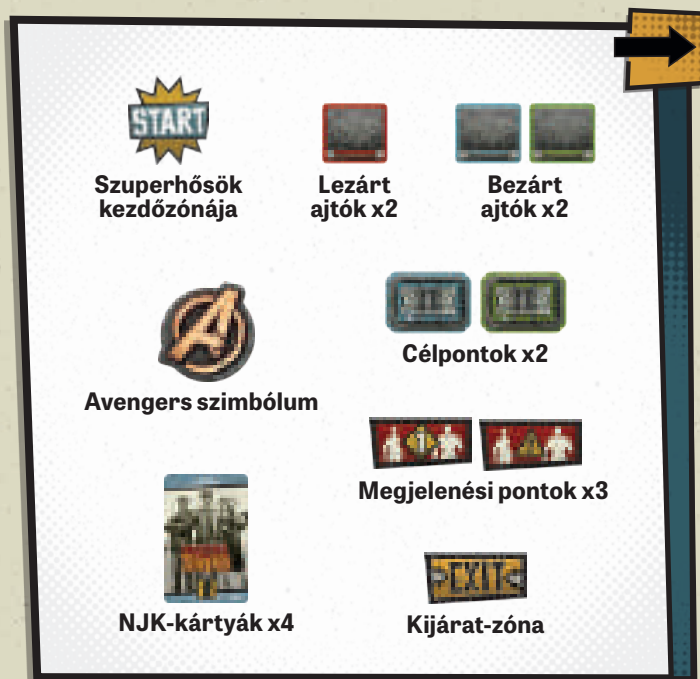 START
Szuperhősök
kezdőzónája
Lezárt
ajtók x2
Bezárt
ajtók x2
Avengers szimbólum
Célpontok x2
1
Megjelenési pontok x3
NJK-kártyák x4
EXIT
Kijárat-zóna